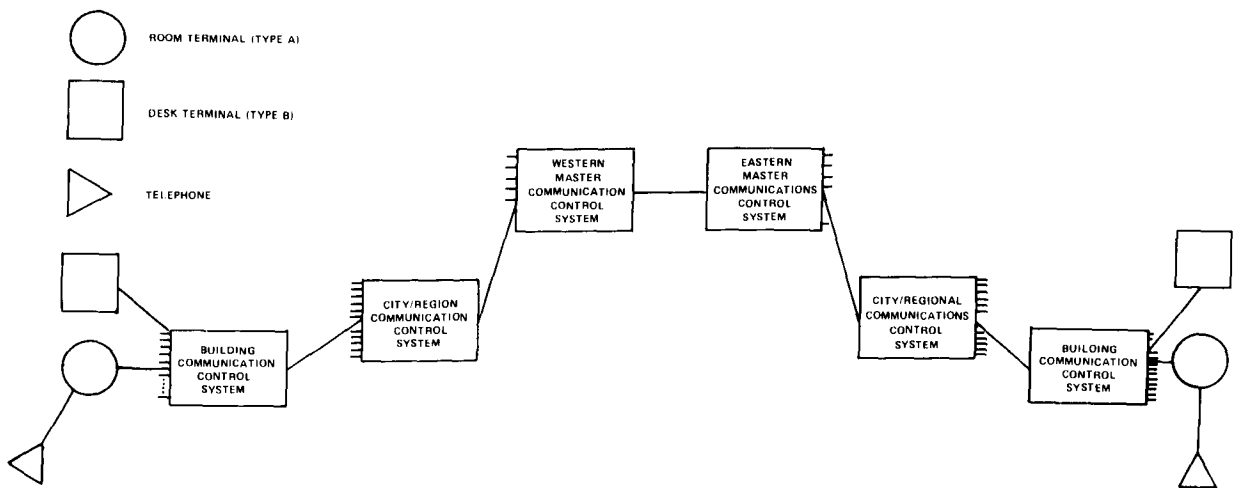 ROOM TERMINAL (TYPE A)
DESK TERMINAL (TYPE B)
TELEPHONE
WESTERN
MASTER
COMMUNICATION
CONTROL
SYSTEM
EASTERN
MASTER
COMMUNICATIONS
CONTROL
SYSTEM
CITY/REGION
COMMUNICATION
CONTROL
SYSTEM
CITY/REGIONAL
COMMUNICATIONS
CONTROL
SYSTEM
BUILDING
COMMUNICATION
CONTROL
SYSTEM
BUILDING
COMMUNICATION
CONTROL
SYSTEM